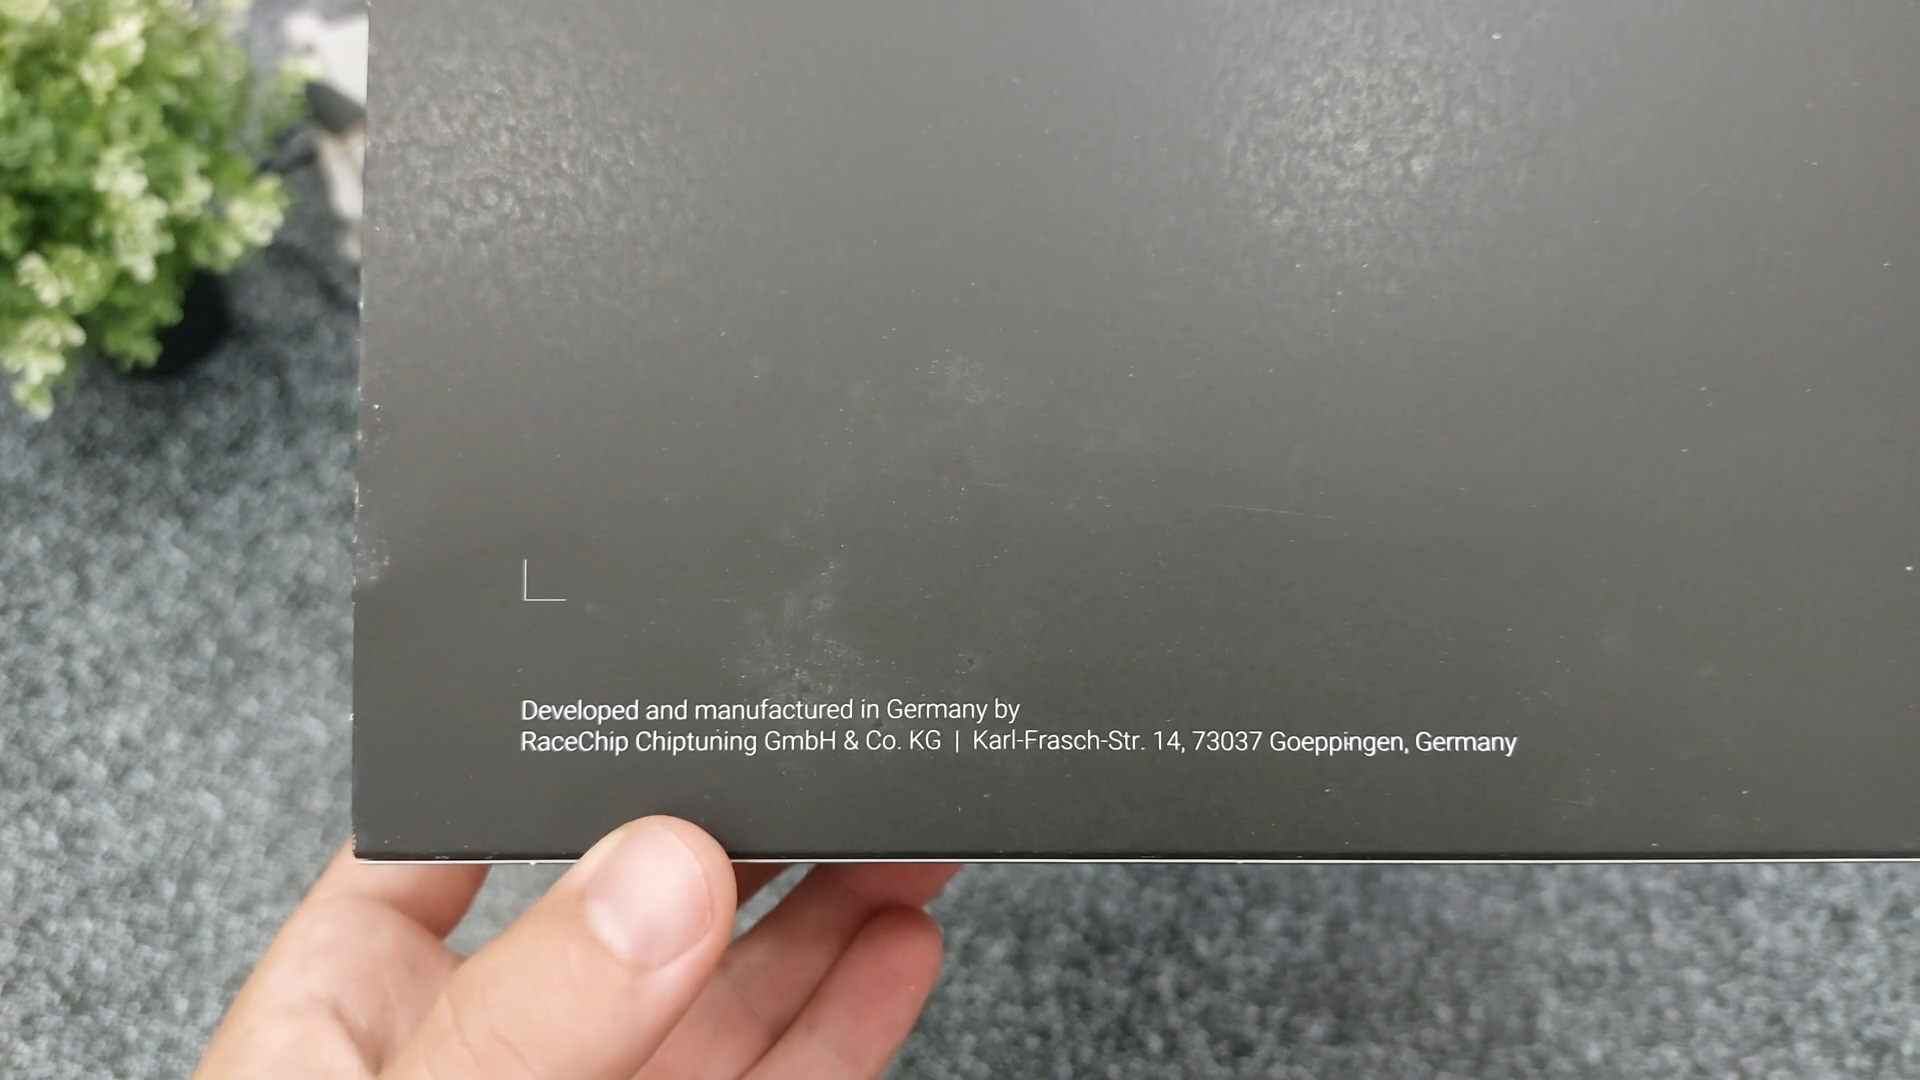 Developed and manufactured in Germany by
RaceChip Chiptuning GmbH & Co. KG | Karl-Frasch-Str. 14, 73037 Goeppingen, Germany